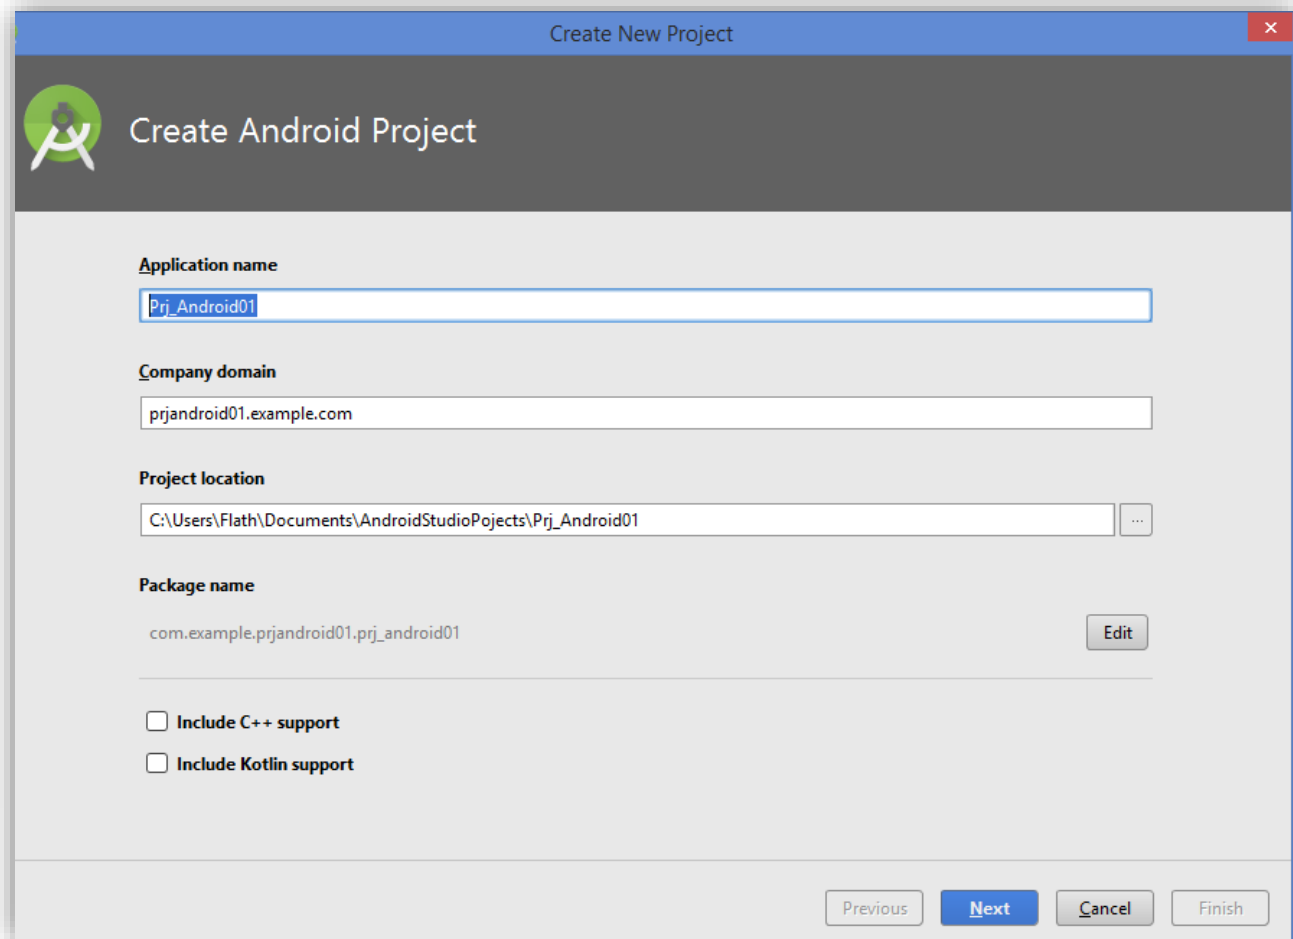 Create New Project
Create Android Project
Application name
Prj_Android01
Company domain
prjandroid01.example.com
Project location
C:\Users\Flath\Documents\AndroidStudioPojects\Prj_Android01
...
Package name
com.example.prjandroid01.prj_android01
Edit
Include C++ support
Include Kotlin support
Previous Next Cancel Finish